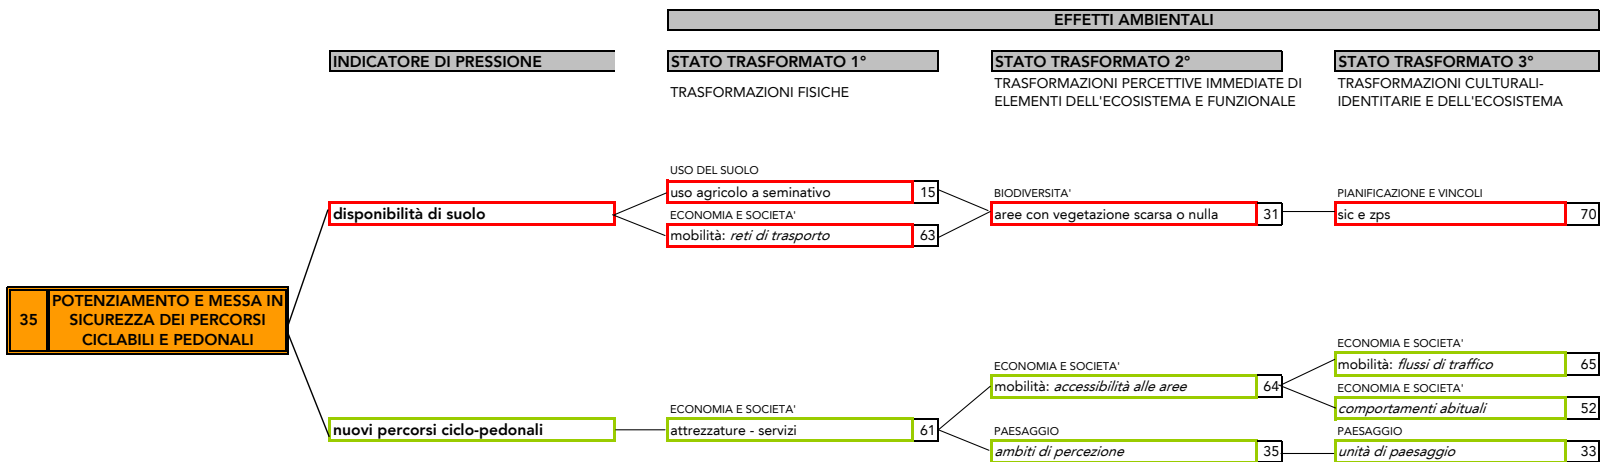 EFFETTI AMBIENTALI
INDICATORE DI PRESSIONE
STATO TRASFORMATO 1°
STATO TRASFORMATO 2°
STATO TRASFORMATO 3°
TRASFORMAZIONI FISICHE
TRASFORMAZIONI PERCETTIVE IMMEDIATE DI
ELEMENTI DELL'ECOSISTEMA E FUNZIONALE
TRASFORMAZIONI CULTURALI-
IDENTITARIE E DELL'ECOSISTEMA
35
POTENZIAMENTO E MESSA IN
SICUREZZA DEI PERCORSI
CICLABILI E PEDONALI
disponibilità di suolo
USO DEL SUOLO
uso agricolo a seminativo 15
ECONOMIA E SOCIETA'
mobilità: reti di trasporto 63
BIODIVERSITA'
aree con vegetazione scarsa o nulla 31
PIANIFICAZIONE E VINCOLI
sic e zps 70
nuovi percorsi ciclo-pedonali
ECONOMIA E SOCIETA'
attrezzature - servizi 61
ECONOMIA E SOCIETA'
mobilità: accessibilità alle aree 64
PAESAGGIO
ambiti di percezione 35
ECONOMIA E SOCIETA'
mobilità: flussi di traffico 65
ECONOMIA E SOCIETA'
comportamenti abituali 52
PAESAGGIO
unità di paesaggio 33